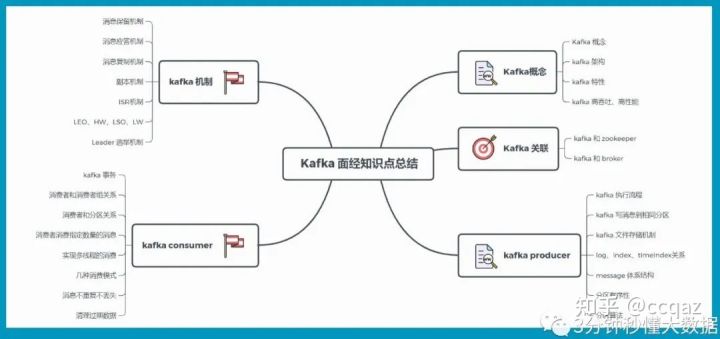 Kafka 面经知识点总结
kafka 机制
消息保留机制
消息应答机制
消息复制机制
副本机制
ISR机制
LEO、HW、LSO、LW
Leader 选举机制
kafka consumer
kafka 事务
消费者和消费者组关系
消费者和分区关系
消费者消费指定数量的消息
实现多线程的消费
几种消费模式
消息不重复不丢失
清理过期数据
Kafka概念
Kafka 概念
kafka 架构
kafka 特性
kafka 高吞吐、高性能
Kafka 关联
kafka 和 zookeeper
kafka 和 broker
kafka producer
kafka 执行流程
kafka 写消息到相同分区
kafka 文件存储机制
log、index、timeIndex关系
message 体系结构
分区有序性
知乎 @ccqaz
3分钟秒懂大数据